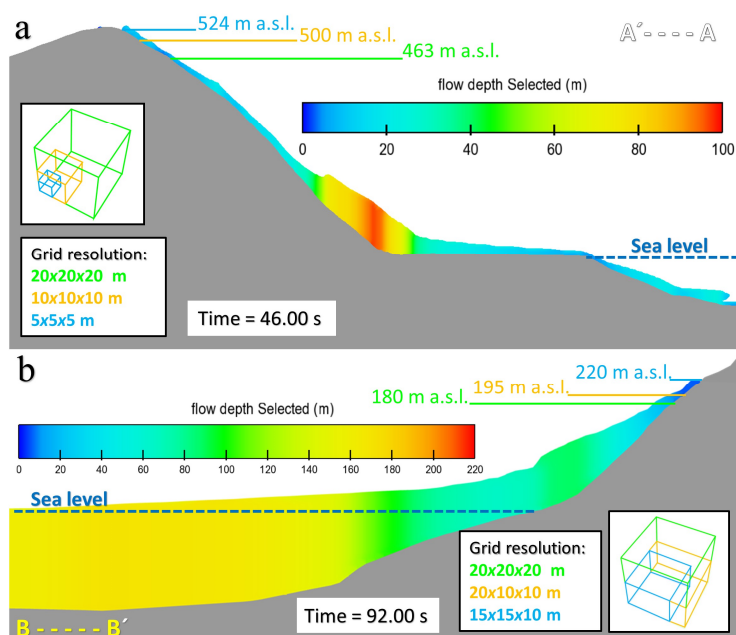 a
524 m a.s.l.
500 m a.s.l.
463 m a.s.l.
A´- - - - A
flow depth Selected (m)
0 20 40 60 80 100
Grid resolution:
20x20x20 m
10x10x10 m
5x5x5 m
Time = 46.00 s
Sea level
b
220 m a.s.l.
195 m a.s.l.
180 m a.s.l.
flow depth Selected (m)
0 20 40 60 80 100 120 140 160 180 200 220
Sea level
Grid resolution:
20x20x20 m
20x10x10 m
15x15x10 m
Time = 92.00 s
B - - - - - B´